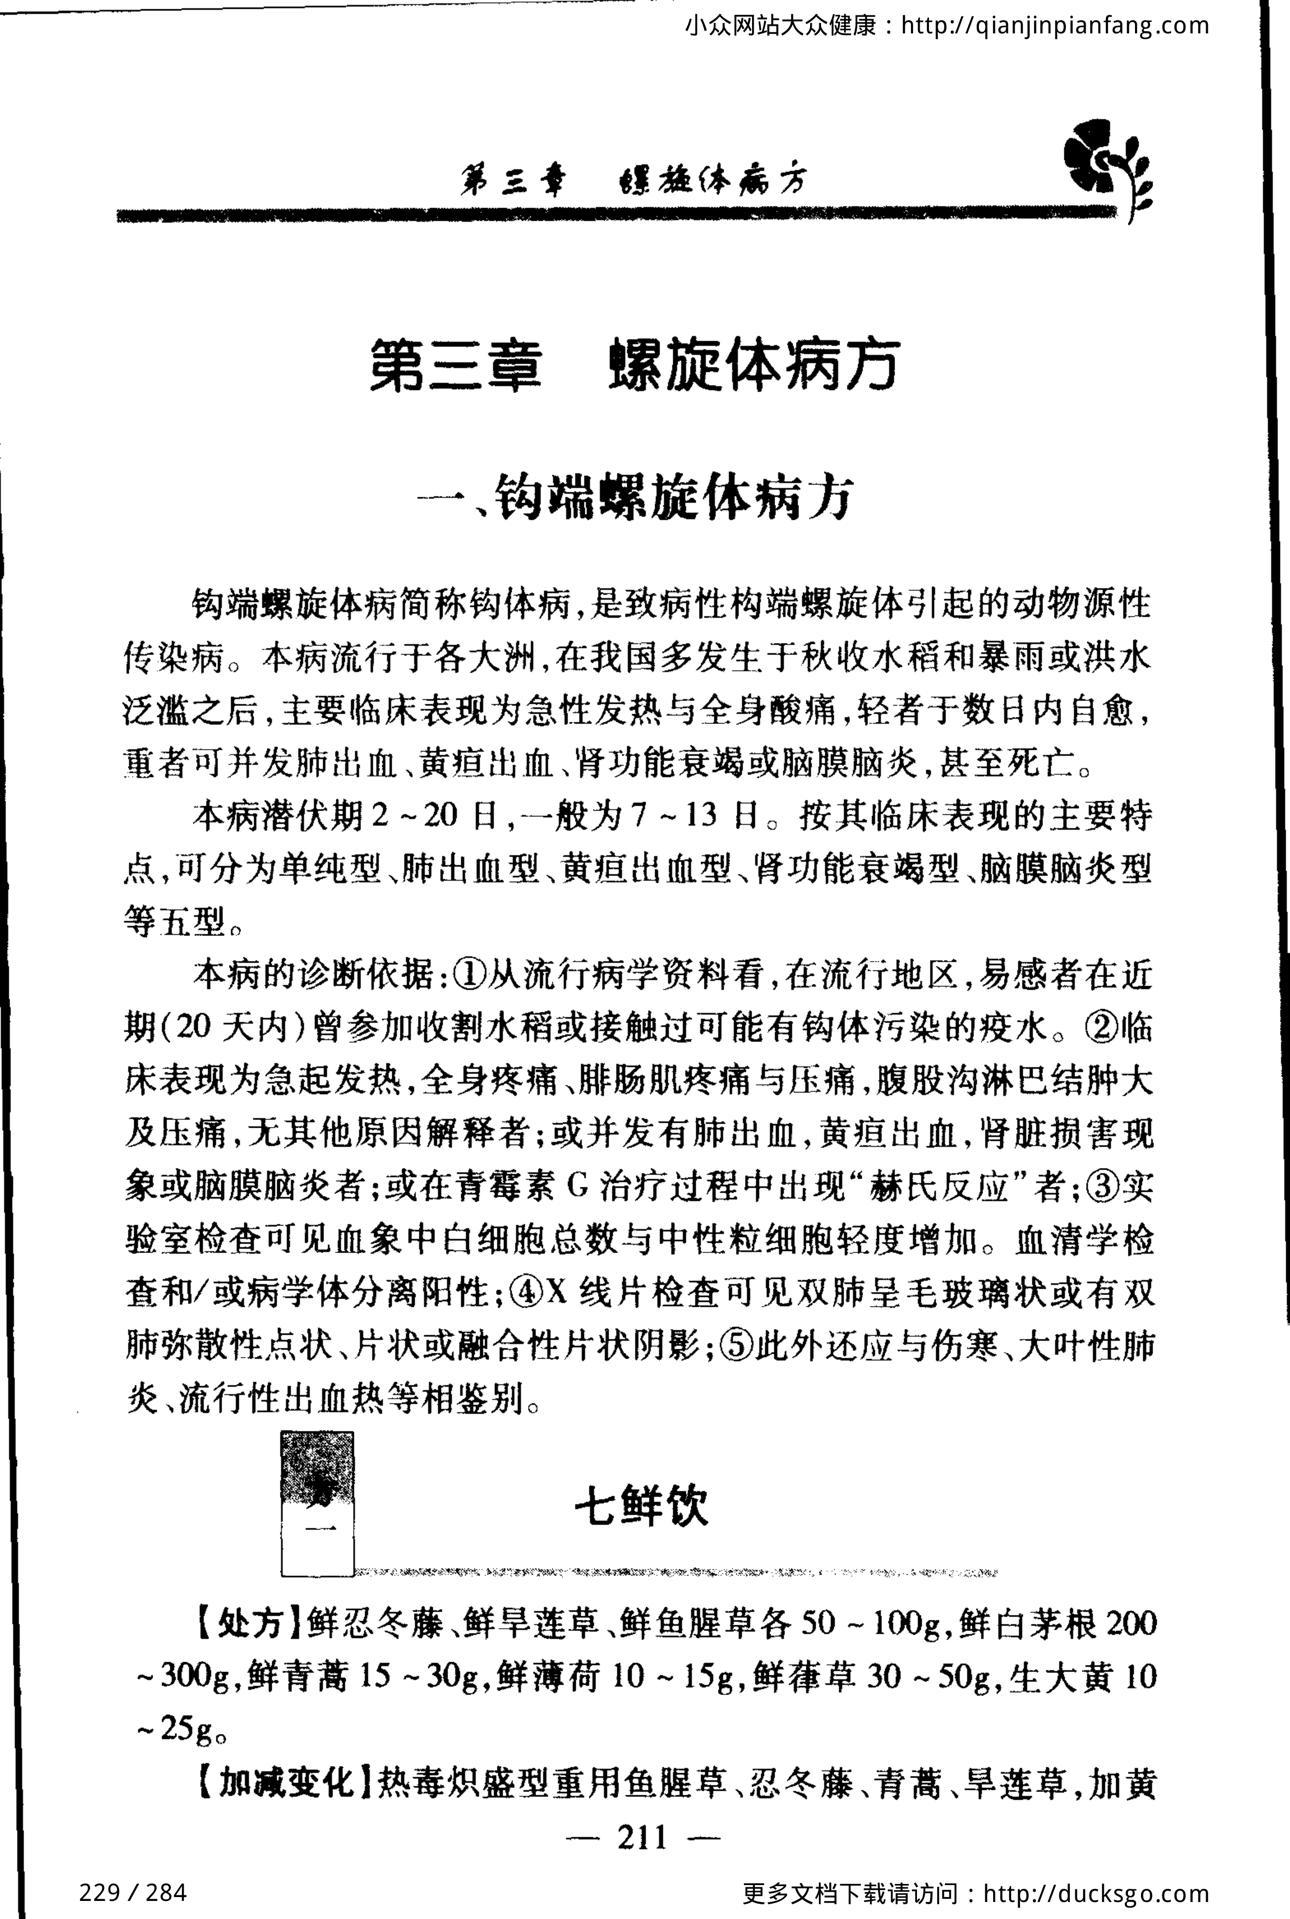 小众网站大众健康：http://qianjinpianfang.com
第三章 螺旋体病方
第三章 螺旋体病方
一、钩端螺旋体病方
钩端螺旋体病简称钩体病，是致病性构端螺旋体引起的动物源性
传染病。本病流行于各大洲，在我国多发生于秋收水稻和暴雨或洪水
泛滥之后，主要临床表现为急性发热与全身酸痛，轻者于数日内自愈，
重者可并发肺出血、黄疸出血、肾功能衰竭或脑膜脑炎，甚至死亡。
本病潜伏期2~20日，一般为7~13日。按其临床表现的主要特
点，可分为单纯型、肺出血型、黄疸出血型、肾功能衰竭型、脑膜脑炎型
等五型。
本病的诊断依据：①从流行病学资料看，在流行地区，易感者在近
期（20天内）曾参加收割水稻或接触过可能有钩体污染的疫水。②临
床表现为急起发热，全身疼痛、腓肠肌疼痛与压痛，腹股沟淋巴结肿大
及压痛，无其他原因解释者；或并发有肺出血，黄疸出血，肾脏损害现
象或脑膜脑炎者；或在青霉素G治疗过程中出现“赫氏反应”者；③实
验室检查可见血象中白细胞总数与中性粒细胞轻度增加。血清学检
查和/或病学体分离阳性；④X线片检查可见双肺呈毛玻璃状或有双
肺弥散性点状、片状或融合性片状阴影；⑤此外还应与伤寒、大叶性肺
炎、流行性出血热等相鉴别。
方一
七鲜饮
【处方】鲜忍冬藤、鲜旱莲草、鲜鱼腥草各50~100g，鲜白茅根200
~300g，鲜青蒿15~30g，鲜薄荷10~15g，鲜葎草30~50g，生大黄10
~25g。
【加减变化】热毒炽盛型重用鱼腥草、忍冬藤、青蒿、旱莲草，加黄
— 211 —
229 / 284
更多文档下载请访问：http://ducksgo.com